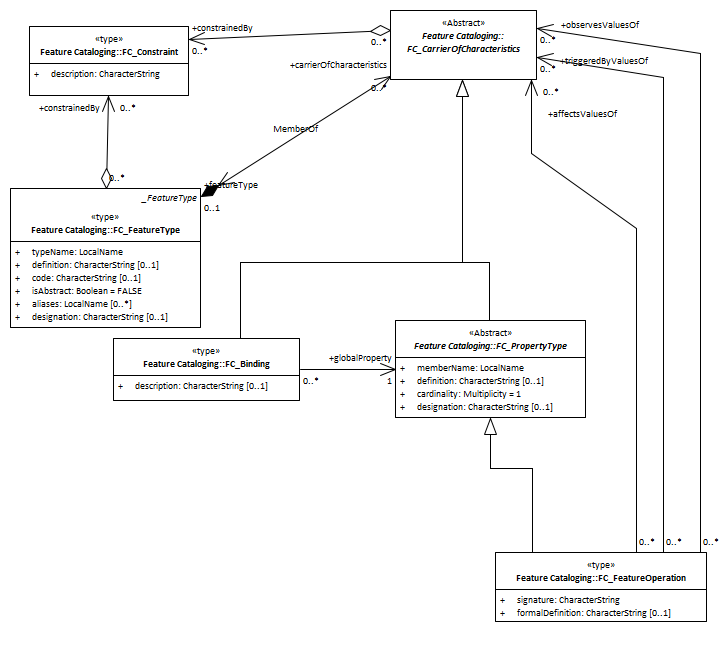 «type»
Feature Cataloging::FC_Constraint
+ description: CharacterString
+constrainedBy
0..*
0..*
«Abstract»
Feature Cataloging::
FC_CarrierOfCharacteristics
+observesValuesOf
0..*
+triggeredByValuesOf
0..*
0..*
+affectsValuesOf
+carrierOfCharacteristics
0..*
+constrainedBy
0..*
MemberOf
0..*
+featureType
0..1
_FeatureType
«type»
Feature Cataloging::FC_FeatureType
+ typeName: LocalName
+ definition: CharacterString [0..1]
+ code: CharacterString [0..1]
+ isAbstract: Boolean = FALSE
+ aliases: LocalName [0..*]
+ designation: CharacterString [0..1]
«type»
Feature Cataloging::FC_Binding
+ description: CharacterString [0..1]
+globalProperty
0..*
1
«Abstract»
Feature Cataloging::FC_PropertyType
+ memberName: LocalName
+ definition: CharacterString [0..1]
+ cardinality: Multiplicity = 1
+ designation: CharacterString [0..1]
0..*
0..*
0..*
«type»
Feature Cataloging::FC_FeatureOperation
+ signature: CharacterString
+ formalDefinition: CharacterString [0..1]